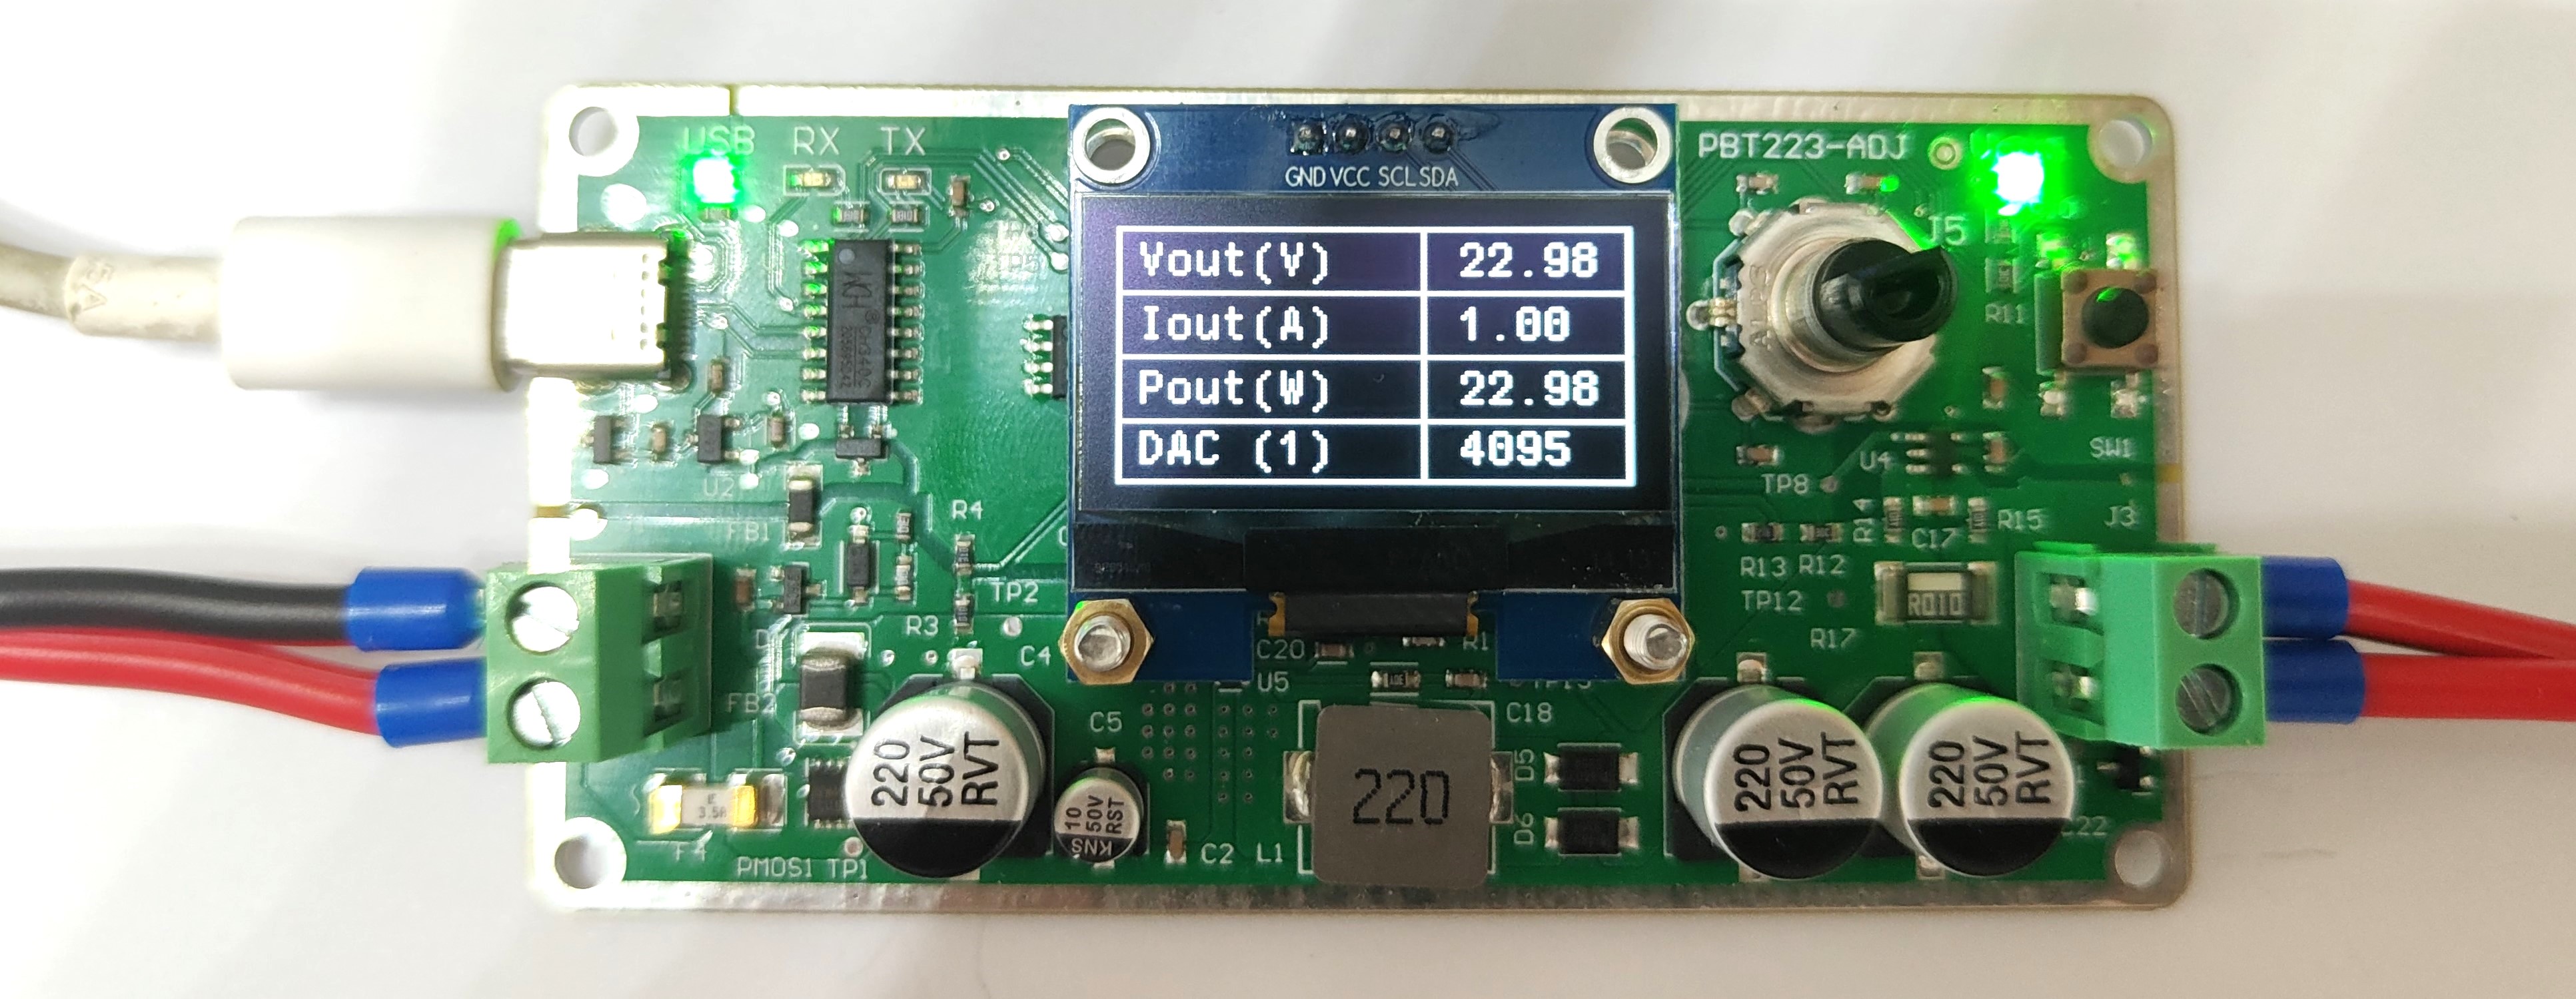 USB RX TX
PBT223-ADJ
GND VCC SCL SDA
J5
Vout(V) 22.98
Iout(A) 1.00
Pout(W) 22.98
DAC (1) 4095
ALPS
R11
SW1
J3
U4
TP8
R14
C17
R15
R13 R12
TP12
R010
R17
U2
FB1
R4
TP2
R3
C4
C20
R1
U5
FB2
C5
C18
220
50V
RVT
10
50V
RST
KNS
220
D5
D6
220
50V
RVT
220
50V
RVT
F4
PMOS1 TP1
C2
L1